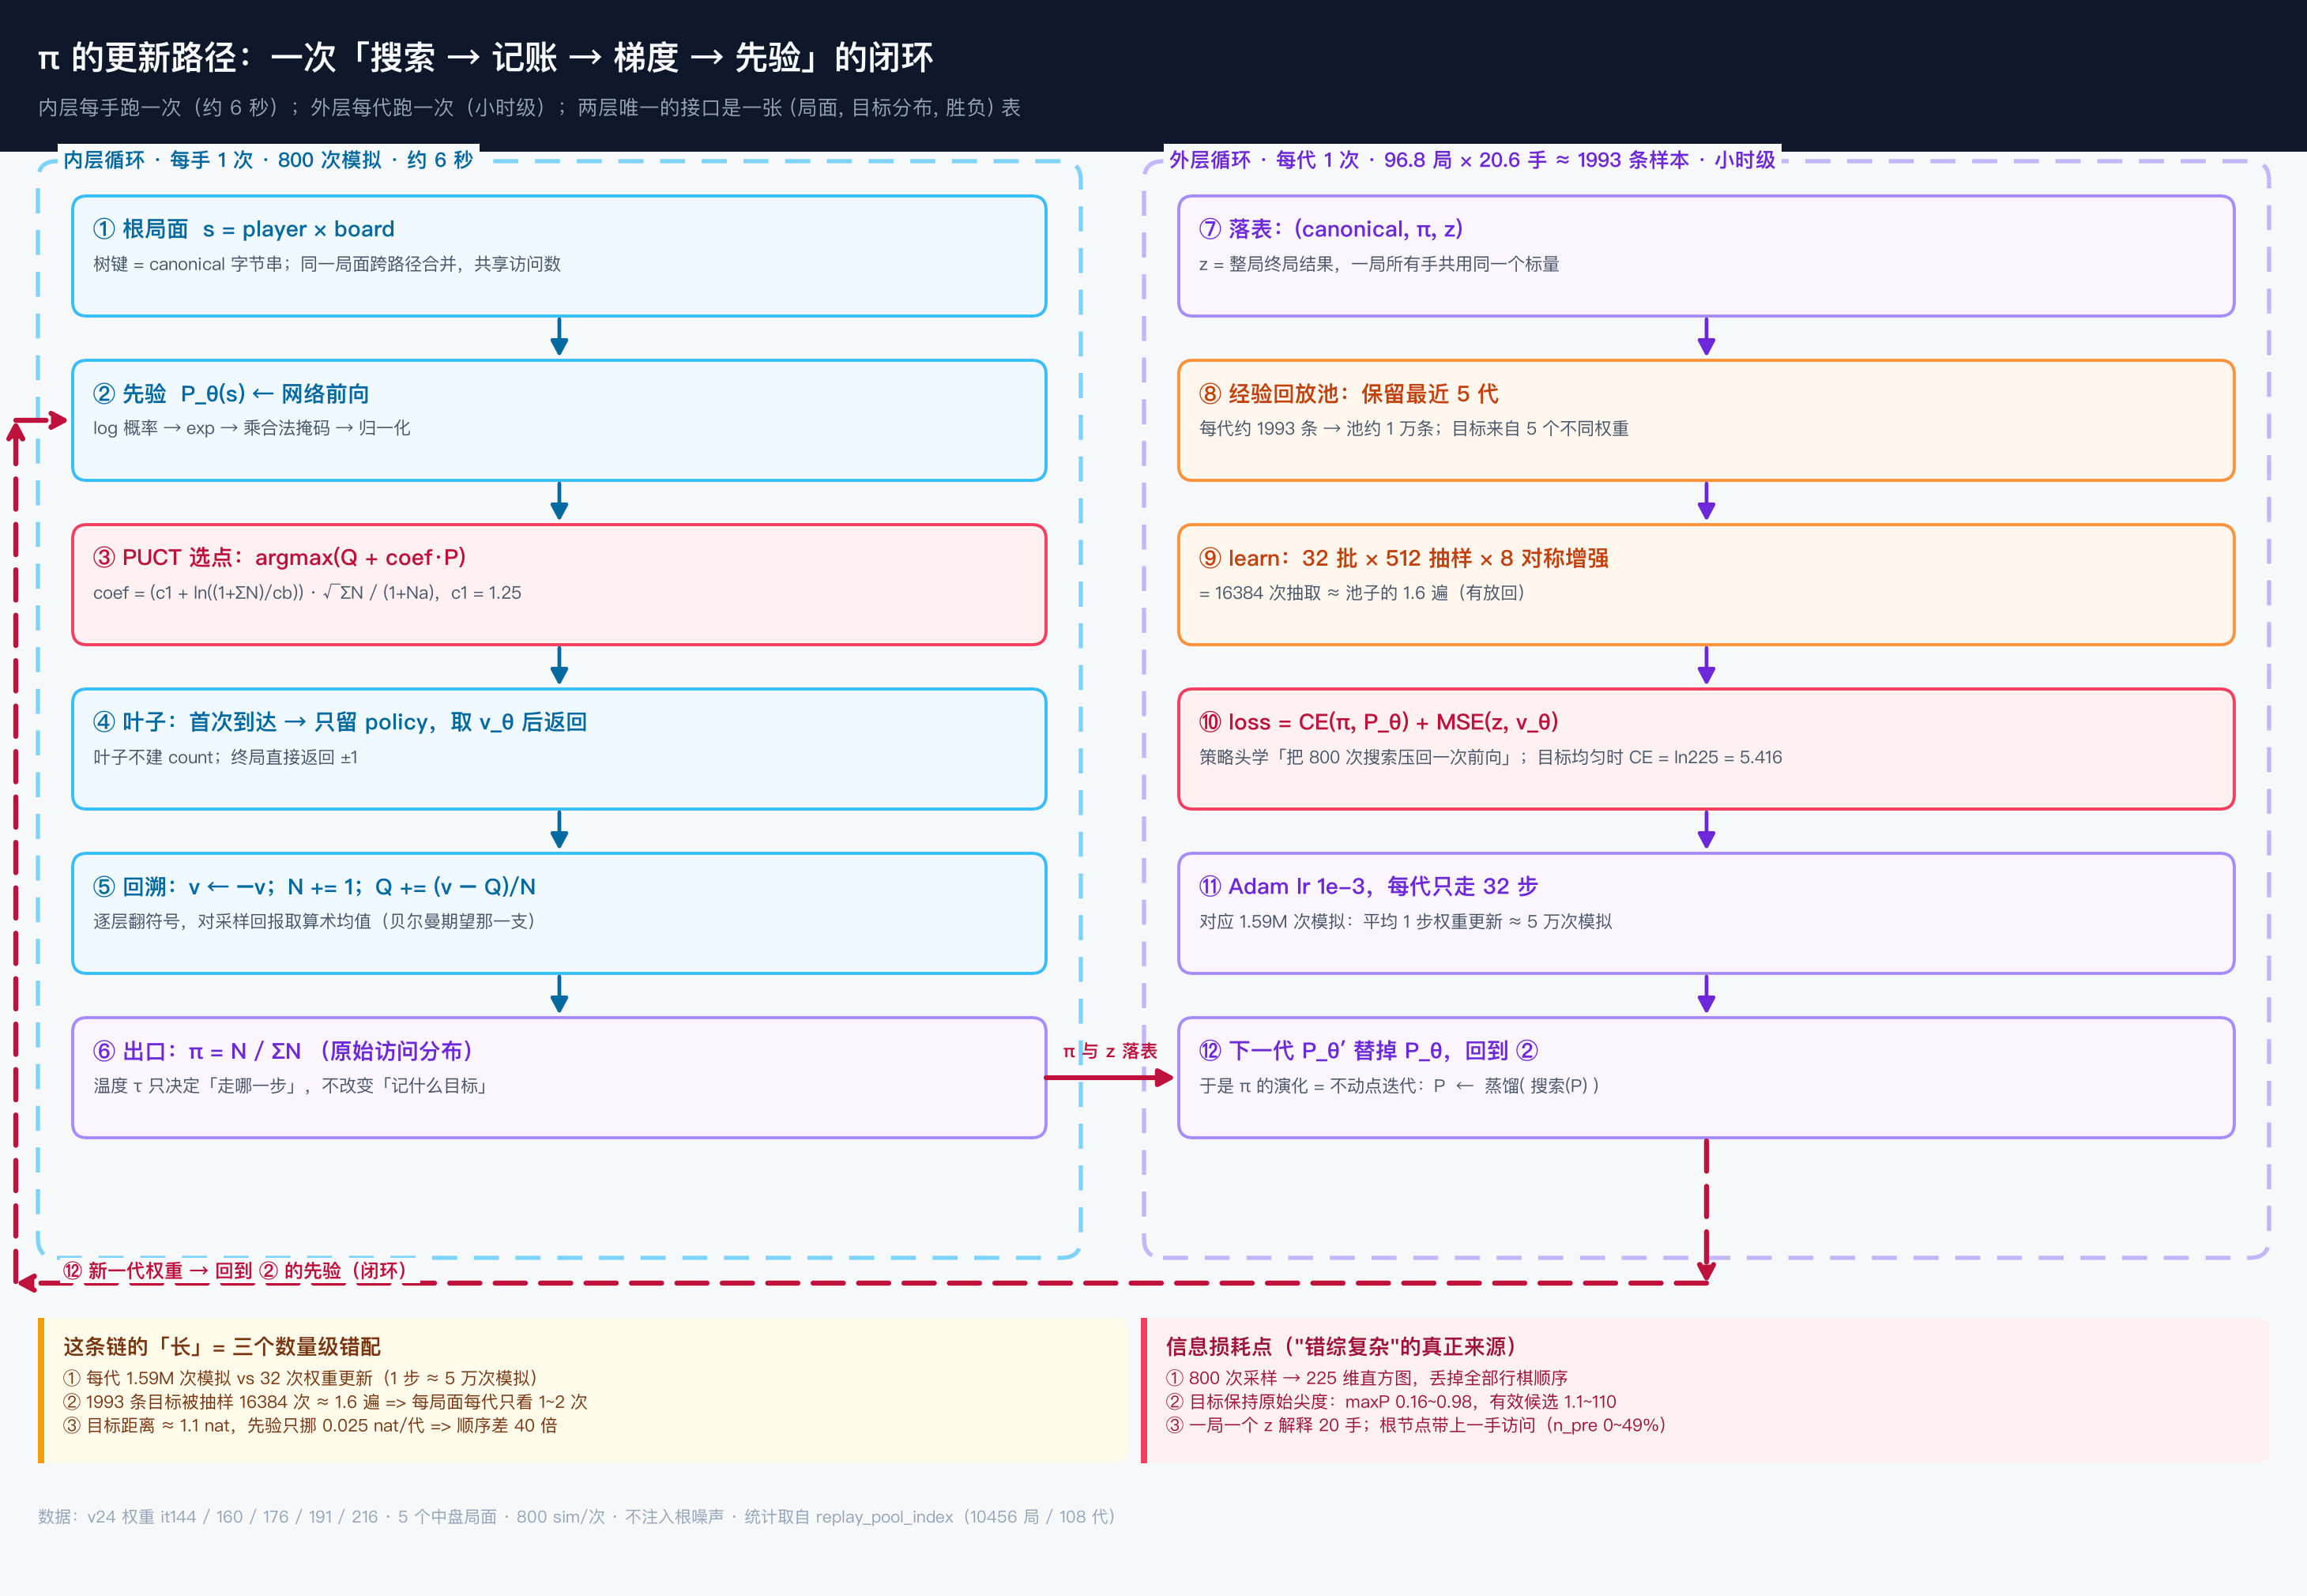 π 的更新路径：一次「搜索 → 记账 → 梯度 → 先验」的闭环
内层每手跑一次（约 6 秒）；外层每代跑一次（小时级）；两层唯一的接口是一张 (局面, 目标分布, 胜负) 表
内层循环 · 每手 1 次 · 800 次模拟 · 约 6 秒
① 根局面 s = player × board
树键 = canonical 字节串；同一局面跨路径合并，共享访问数
② 先验 P_θ(s) ← 网络前向
log 概率 → exp → 乘合法掩码 → 归一化
③ PUCT 选点：argmax(Q + coef·P)
coef = (c1 + ln((1+ΣN)/cb)) · √ΣN / (1+Na)，c1 = 1.25
④ 叶子：首次到达 → 只留 policy，取 v_θ 后返回
叶子不建 count；终局直接返回 ±1
⑤ 回溯：v ← −v；N += 1；Q += (v − Q)/N
逐层翻符号，对采样回报取算术均值（贝尔曼期望那一支）
⑥ 出口：π = N / ΣN （原始访问分布）
温度 τ 只决定「走哪一步」，不改变「记什么目标」
π 与 z 落表
外层循环 · 每代 1 次 · 96.8 局 × 20.6 手 ≈ 1993 条样本 · 小时级
⑦ 落表：(canonical, π, z)
z = 整局终局结果，一局所有手共用同一个标量
⑧ 经验回放池：保留最近 5 代
每代约 1993 条 → 池约 1 万条；目标来自 5 个不同权重
⑨ learn：32 批 × 512 抽样 × 8 对称增强
= 16384 次抽取 ≈ 池子的 1.6 遍（有放回）
⑩ loss = CE(π, P_θ) + MSE(z, v_θ)
策略头学「把 800 次搜索压回一次前向」；目标均匀时 CE = ln225 = 5.416
⑪ Adam lr 1e−3，每代只走 32 步
对应 1.59M 次模拟：平均 1 步权重更新 ≈ 5 万次模拟
⑫ 下一代 P_θ′ 替掉 P_θ，回到 ②
于是 π 的演化 = 不动点迭代：P ← 蒸馏( 搜索(P) )
⑫ 新一代权重 → 回到 ② 的先验（闭环）
这条链的「长」= 三个数量级错配
① 每代 1.59M 次模拟 vs 32 次权重更新（1 步 ≈ 5 万次模拟）
② 1993 条目标被抽样 16384 次 ≈ 1.6 遍 => 每局面每代只看 1~2 次
③ 目标距离 ≈ 1.1 nat，先验只挪 0.025 nat/代 => 顺序差 40 倍
信息损耗点（"错综复杂"的真正来源）
① 800 次采样 → 225 维直方图，丢掉全部行棋顺序
② 目标保持原始尖度：maxP 0.16~0.98，有效候选 1.1~110
③ 一局一个 z 解释 20 手；根节点带上一手访问（n_pre 0~49%）
数据：v24 权重 it144 / 160 / 176 / 191 / 216 · 5 个中盘局面 · 800 sim/次 · 不注入根噪声 · 统计取自 replay_pool_index（10456 局 / 108 代）